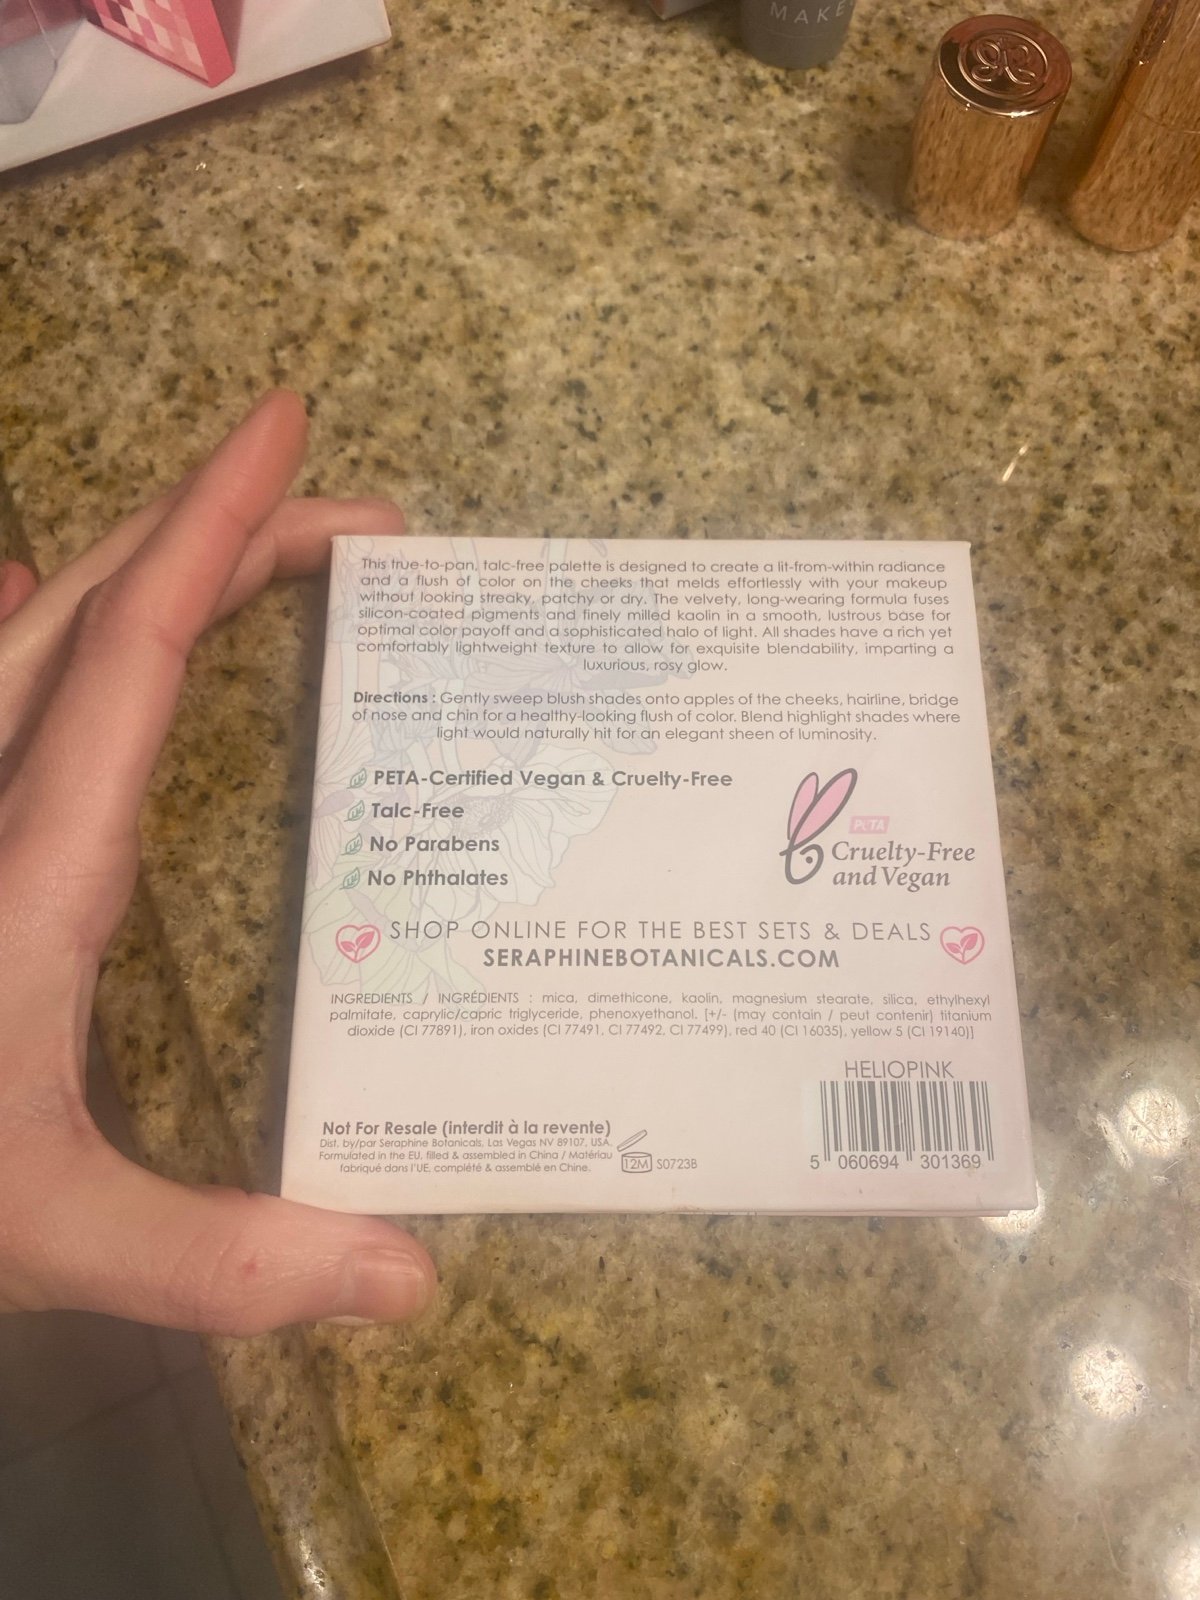 MAKE
This true-to-pan, talc-free palette is designed to create a lit-from-within radiance
and a flush of color on the cheeks that melds effortlessly with your makeup
without looking streaky, patchy or dry. The velvety, long-wearing formula fuses
silicon-coated pigments and finely milled kaolin in a smooth, lustrous base for
optimal color payoff and a sophisticated halo of light. All shades have a rich yet
comfortably lightweight texture to allow for exquisite blendability, imparting a
luxurious, rosy glow.
Directions : Gently sweep blush shades onto apples of the cheeks, hairline, bridge
of nose and chin for a healthy-looking flush of color. Blend highlight shades where
light would naturally hit for an elegant sheen of luminosity.
PETA-Certified Vegan & Cruelty-Free
Talc-Free
No Parabens
No Phthalates
PETA
Cruelty-Free
and Vegan
SHOP ONLINE FOR THE BEST SETS & DEALS
SERAPHINEBOTANICALS.COM
INGREDIENTS / INGRÉDIENTS : mica, dimethicone, kaolin, magnesium stearate, silica, ethylhexyl
palmitate, caprylic/capric triglyceride, phenoxyethanol. [+/- (may contain / peut contenir) titanium
dioxide (CI 77891), iron oxides (CI 77491, CI 77492, CI 77499), red 40 (CI 16035), yellow 5 (CI 19140)]
HELIOPINK
5 060694 301369
Not For Resale (interdit à la revente)
Dist. by/par Seraphine Botanicals, Las Vegas NV 89107, USA.
Formulated in the EU, filled & assembled in China / Matériau
fabriqué dans l'UE, complété & assemblé en Chine.
12M S0723B